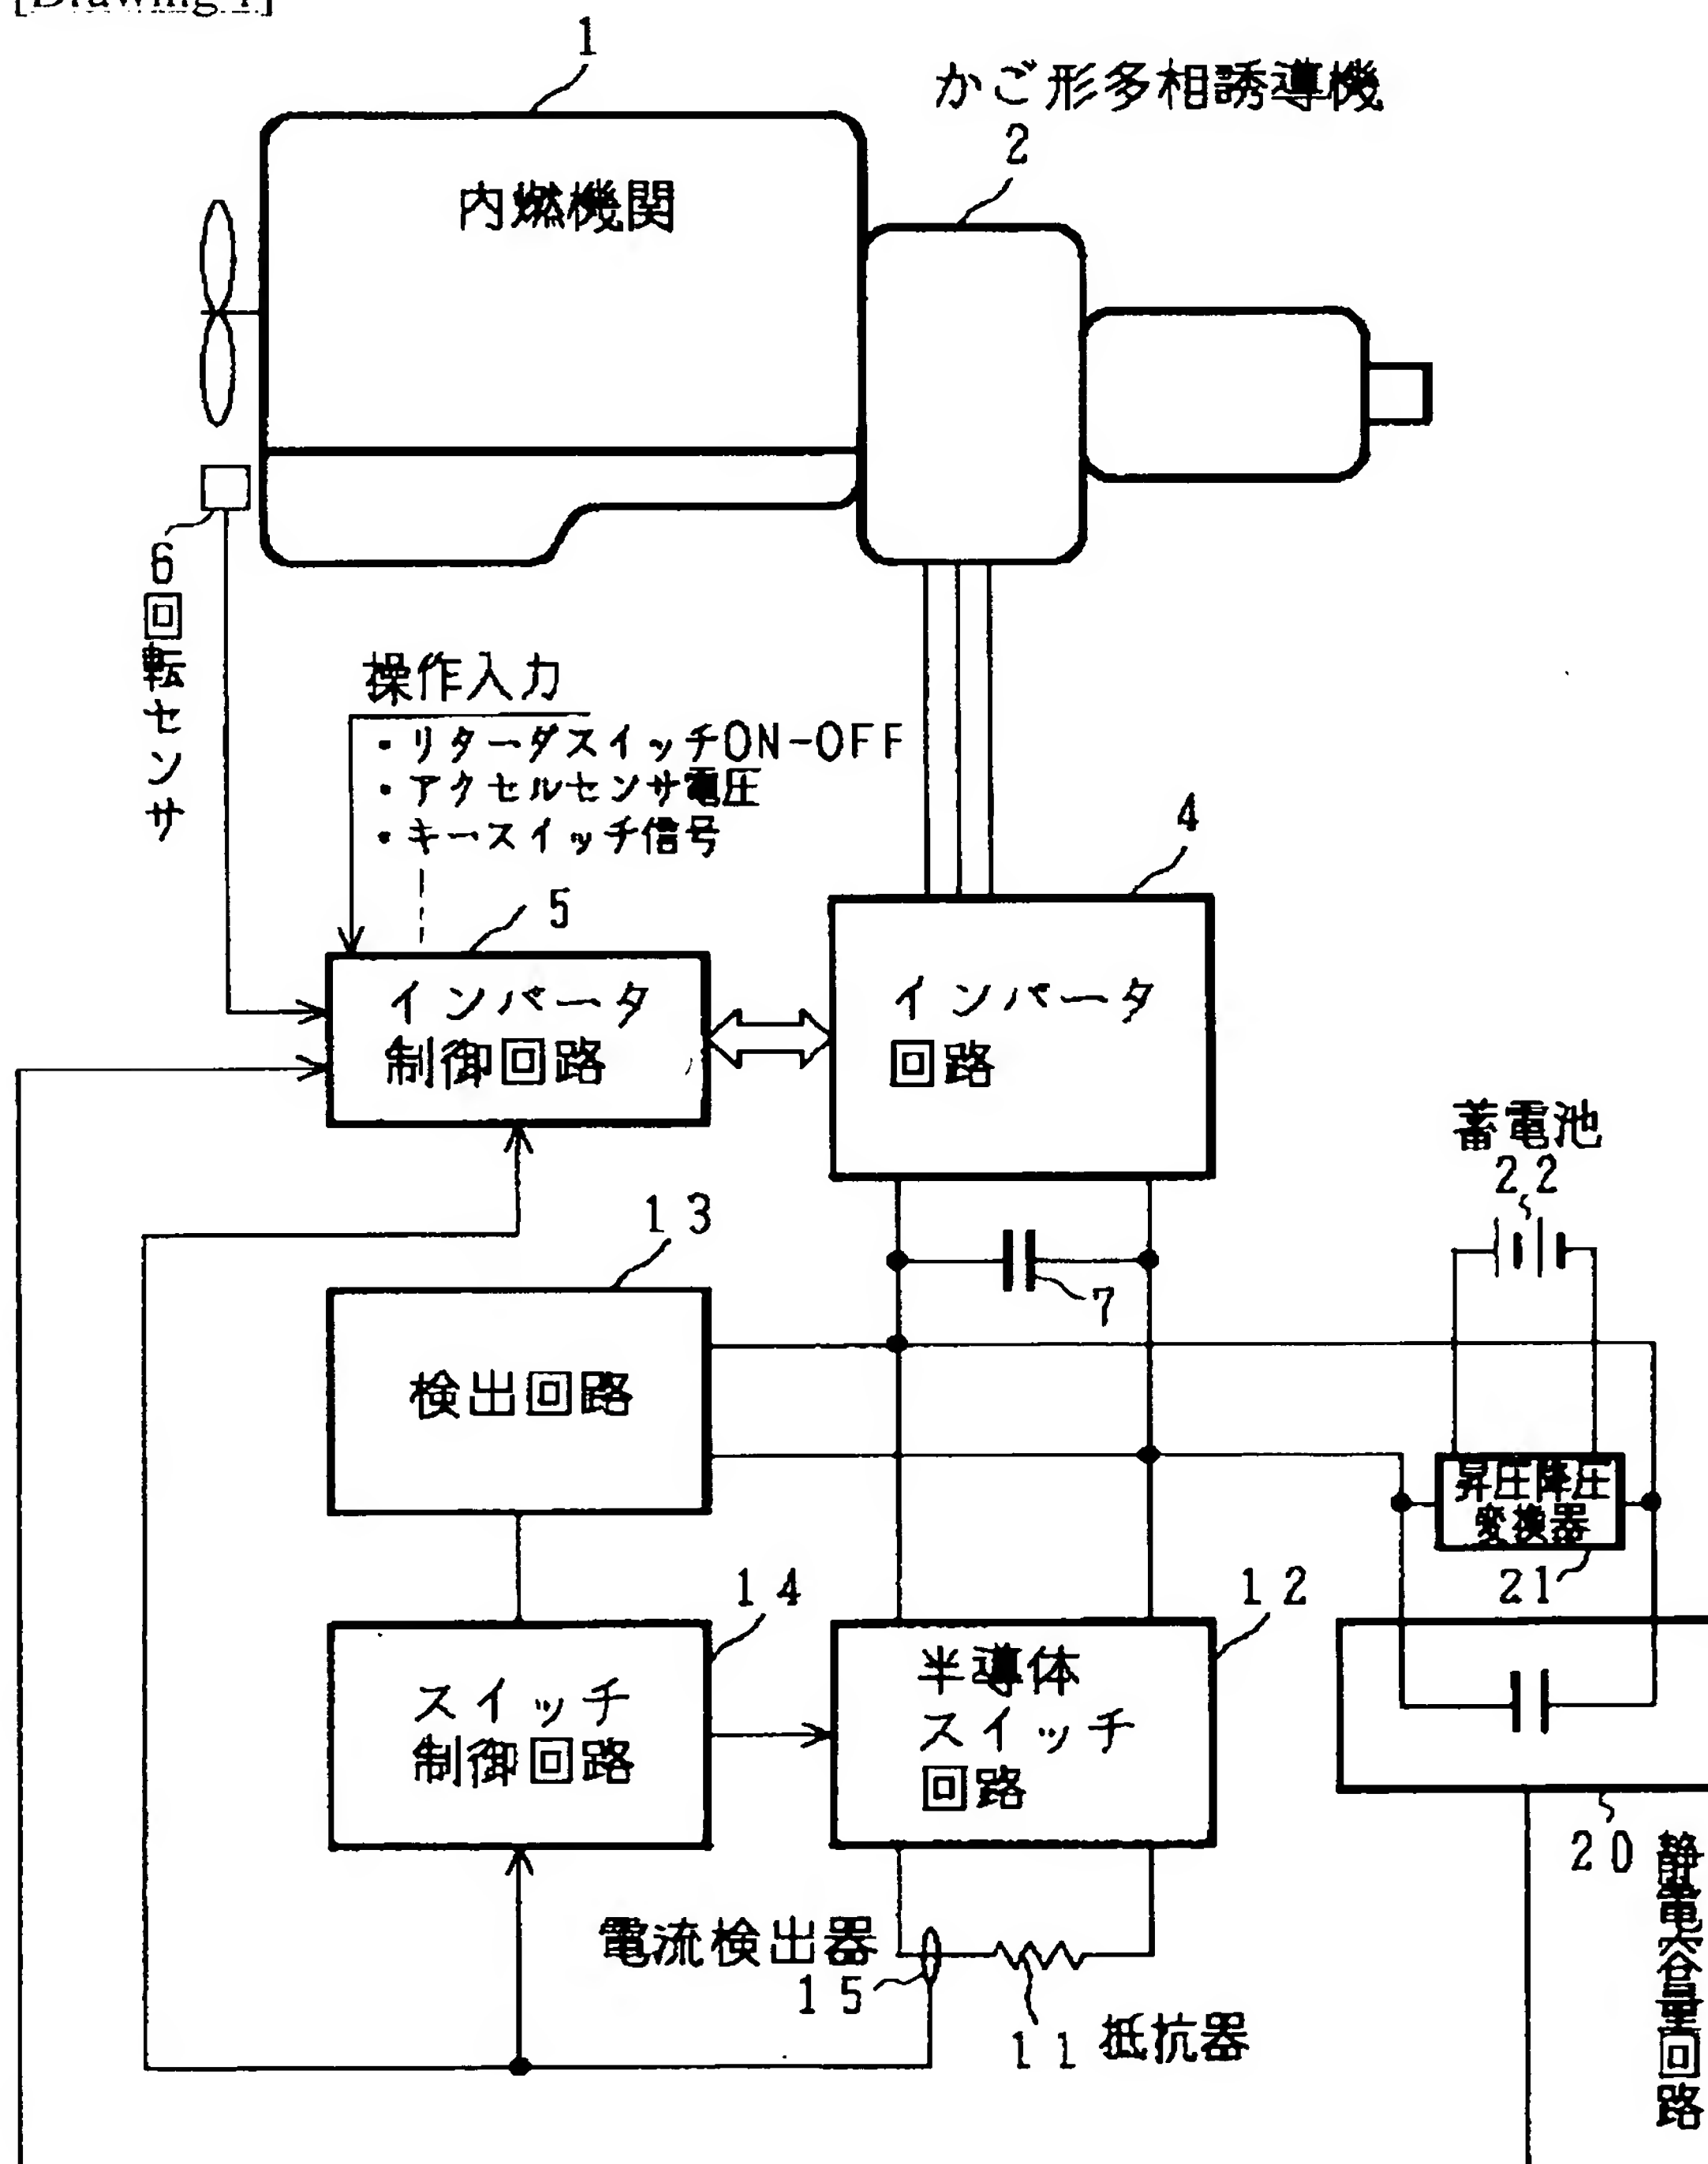 [Drawing 1]
1
かご形多相誘導機
2
内燃機関
6回転センサ
操作入力
・リターダスイッチON-OFF
・アクセルセンサ電圧
・キースイッチ信号
4
5
インバータ
制御回路
インバータ
回路
蓄電池
22
13
7
検出回路
昇圧降圧
変換器
21
14
12
スイッチ
制御回路
半導体
スイッチ
回路
20 静電容量回路
電流検出器
15
11 抵抗器